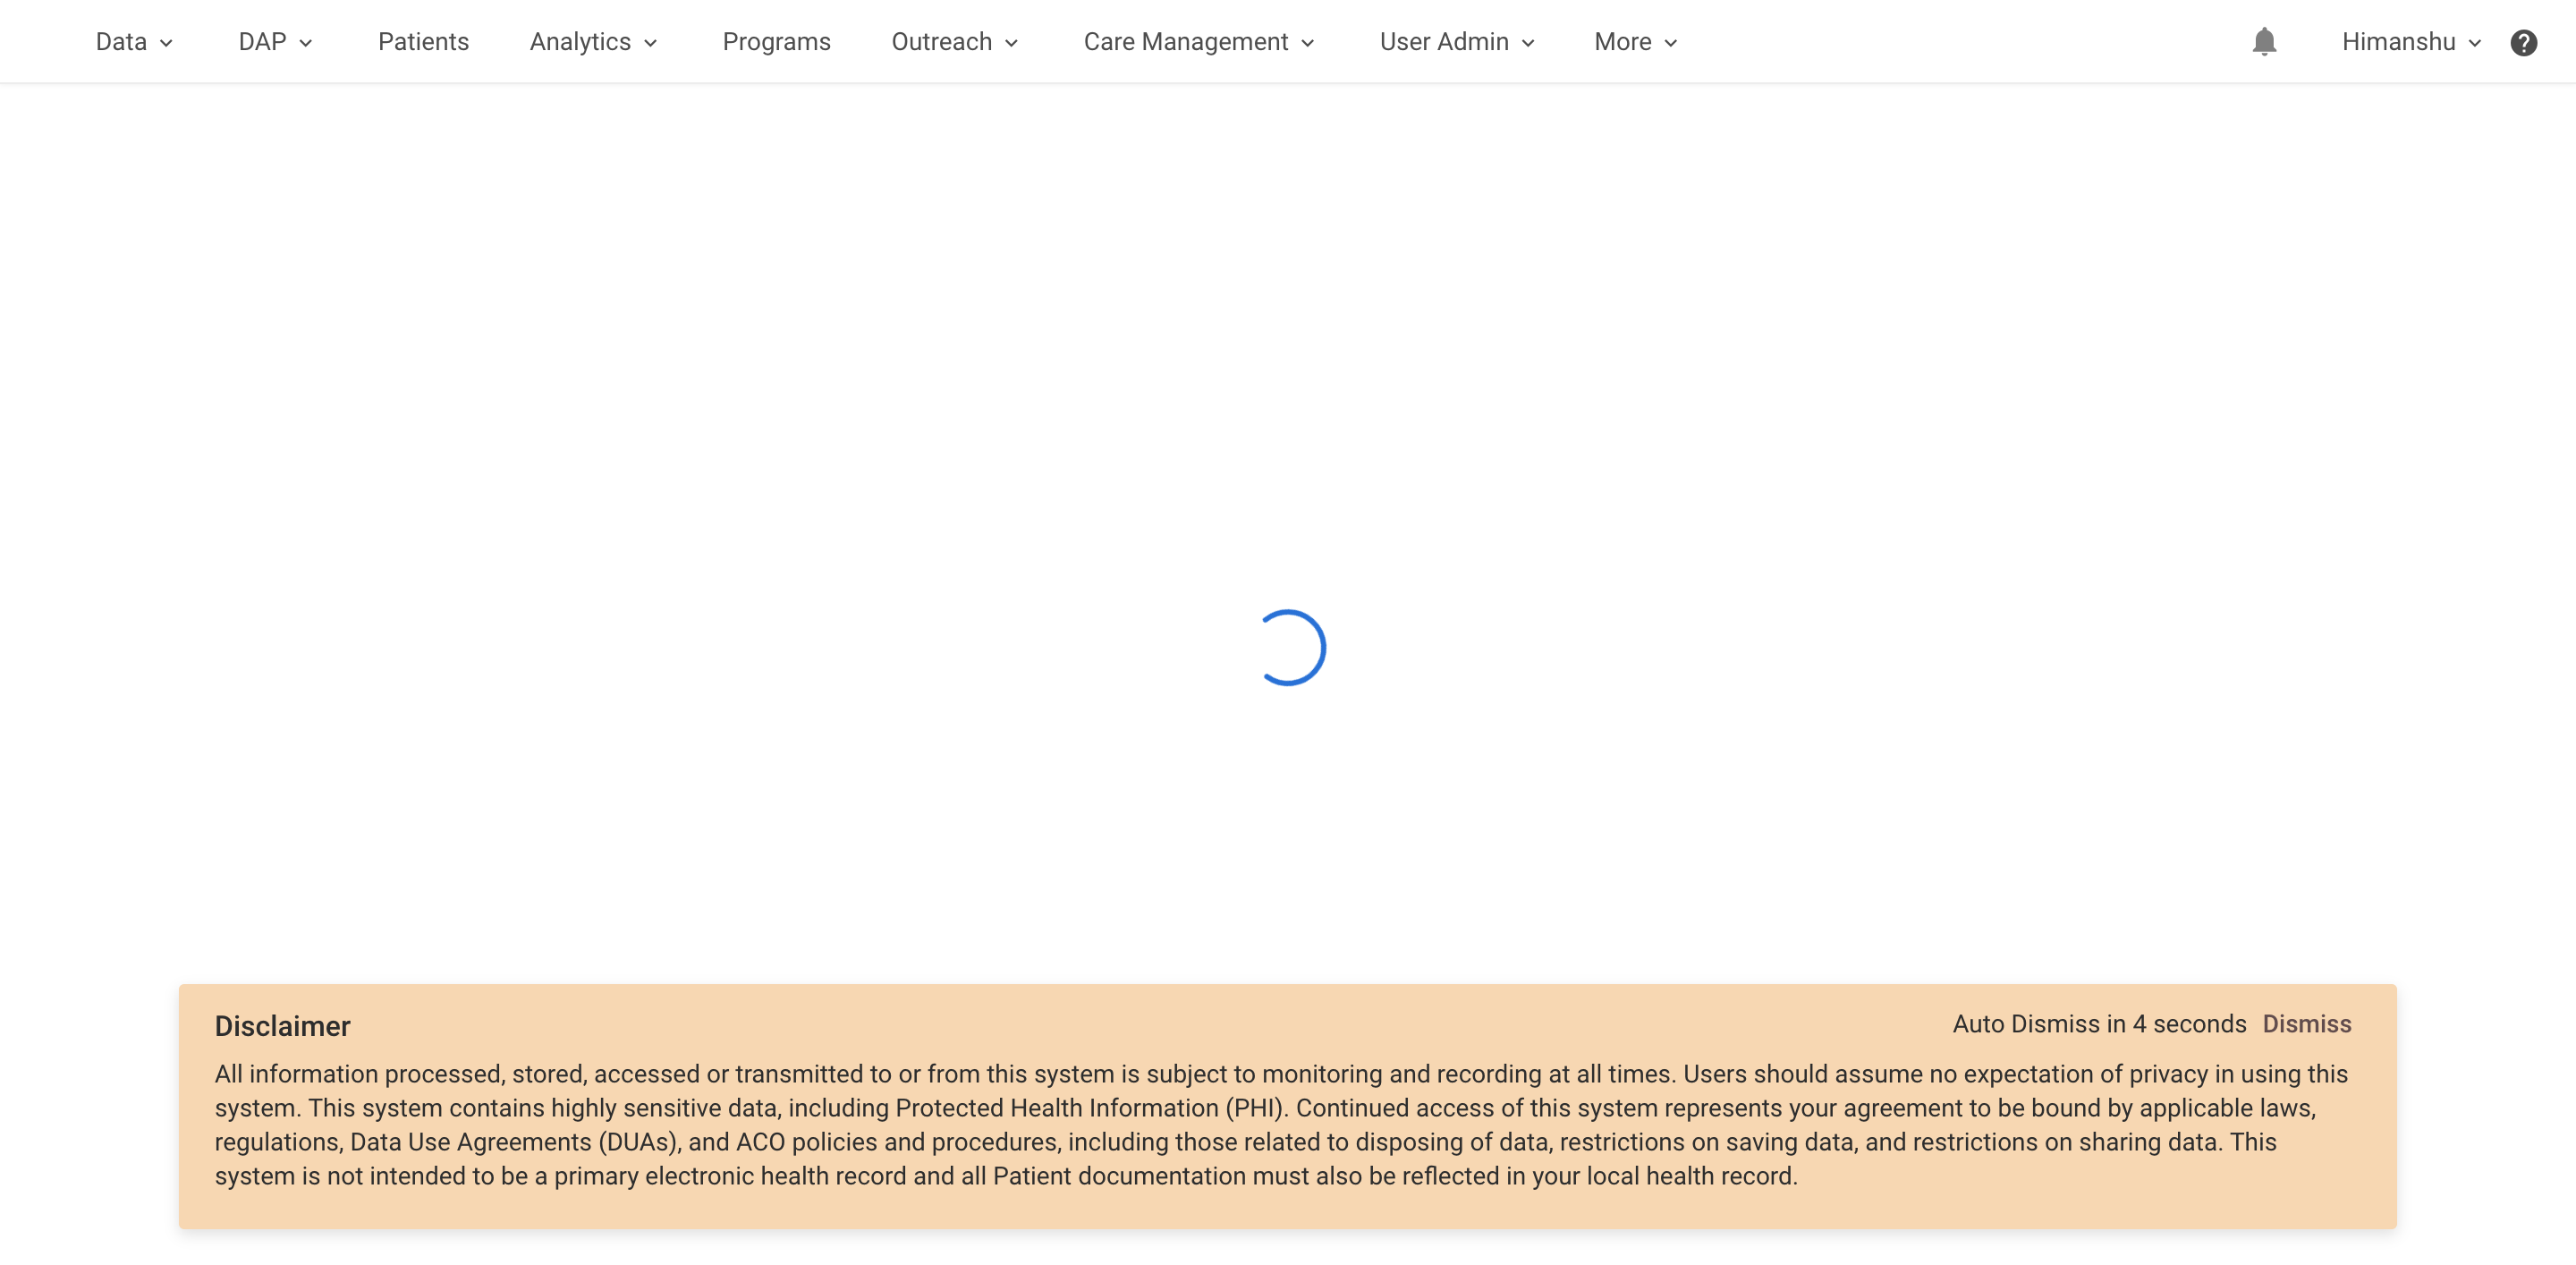 Data DAP Patients Analytics Programs Outreach Care Management User Admin More Himanshu ?
Disclaimer Auto Dismiss in 4 seconds Dismiss
All information processed, stored, accessed or transmitted to or from this system is subject to monitoring and recording at all times. Users should assume no expectation of privacy in using this
system. This system contains highly sensitive data, including Protected Health Information (PHI). Continued access of this system represents your agreement to be bound by applicable laws,
regulations, Data Use Agreements (DUAs), and ACO policies and procedures, including those related to disposing of data, restrictions on saving data, and restrictions on sharing data. This
system is not intended to be a primary electronic health record and all Patient documentation must also be reflected in your local health record.